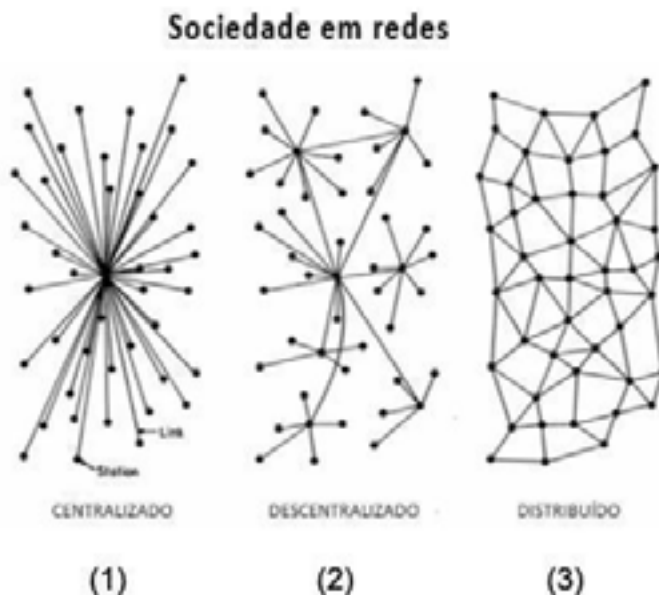 Sociedade em redes
Link
Station
CENTRALIZADO DESCENTRALIZADO DISTRIBUÍDO
(1) (2) (3)